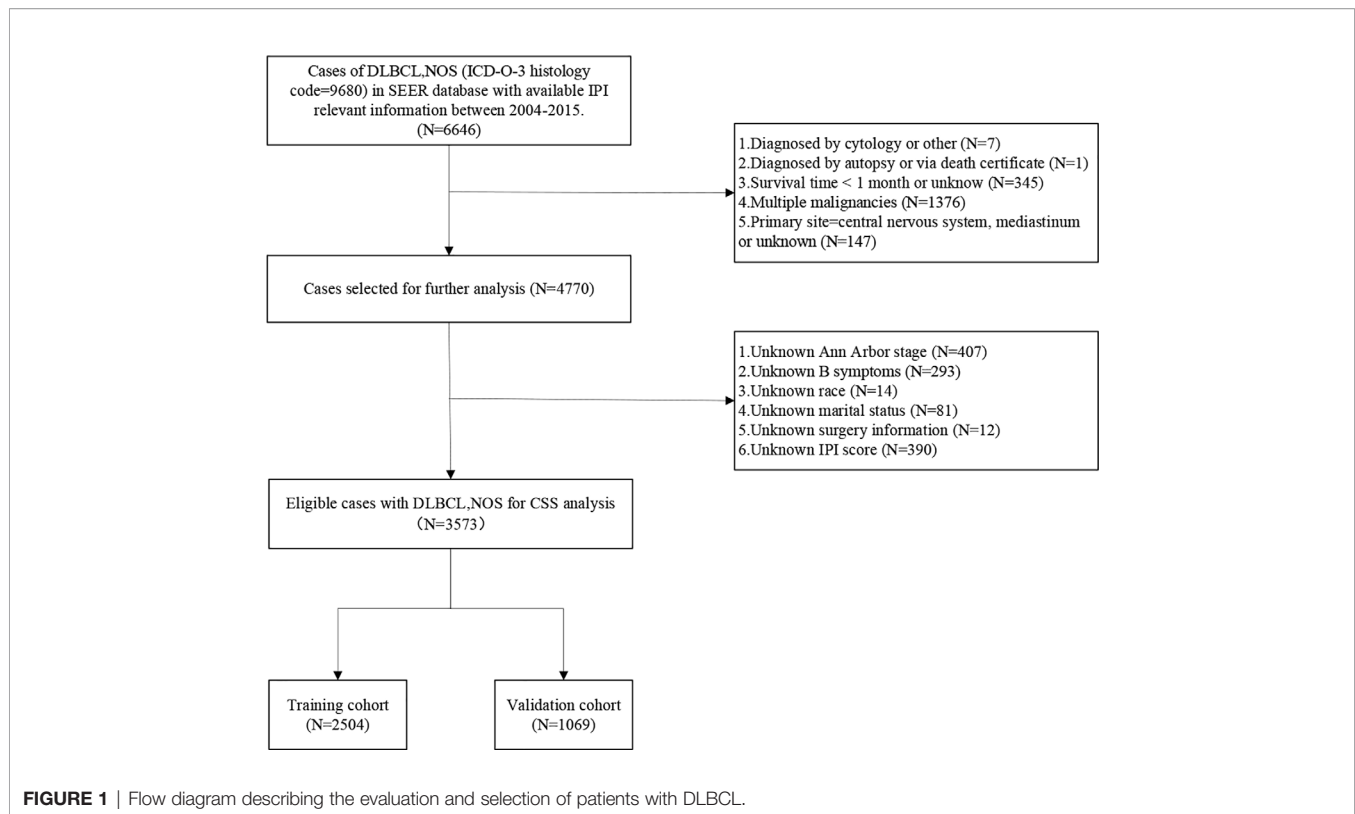 Cases of DLBCL,NOS (ICD-O-3 histology
code=9680) in SEER database with available IPI
relevant information between 2004-2015.
(N=6646)
1.Diagnosed by cytology or other (N=7)
2.Diagnosed by autopsy or via death certificate (N=1)
3.Survival time < 1 month or unknow (N=345)
4.Multiple malignancies (N=1376)
5.Primary site=central nervous system, mediastinum
or unknown (N=147)
Cases selected for further analysis (N=4770)
1.Unknown Ann Arbor stage (N=407)
2.Unknown B symptoms (N=293)
3.Unknown race (N=14)
4.Unknown marital status (N=81)
5.Unknown surgery information (N=12)
6.Unknown IPI score (N=390)
Eligible cases with DLBCL,NOS for CSS analysis
（N=3573）
Training cohort
(N=2504)
Validation cohort
(N=1069)
FIGURE 1 | Flow diagram describing the evaluation and selection of patients with DLBCL.